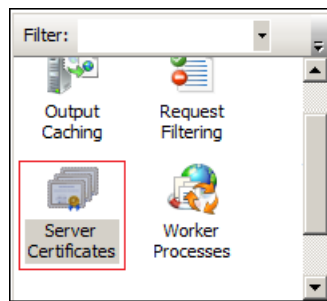 Filter:
Output
Caching
Request
Filtering
Server
Certificates
Worker
Processes